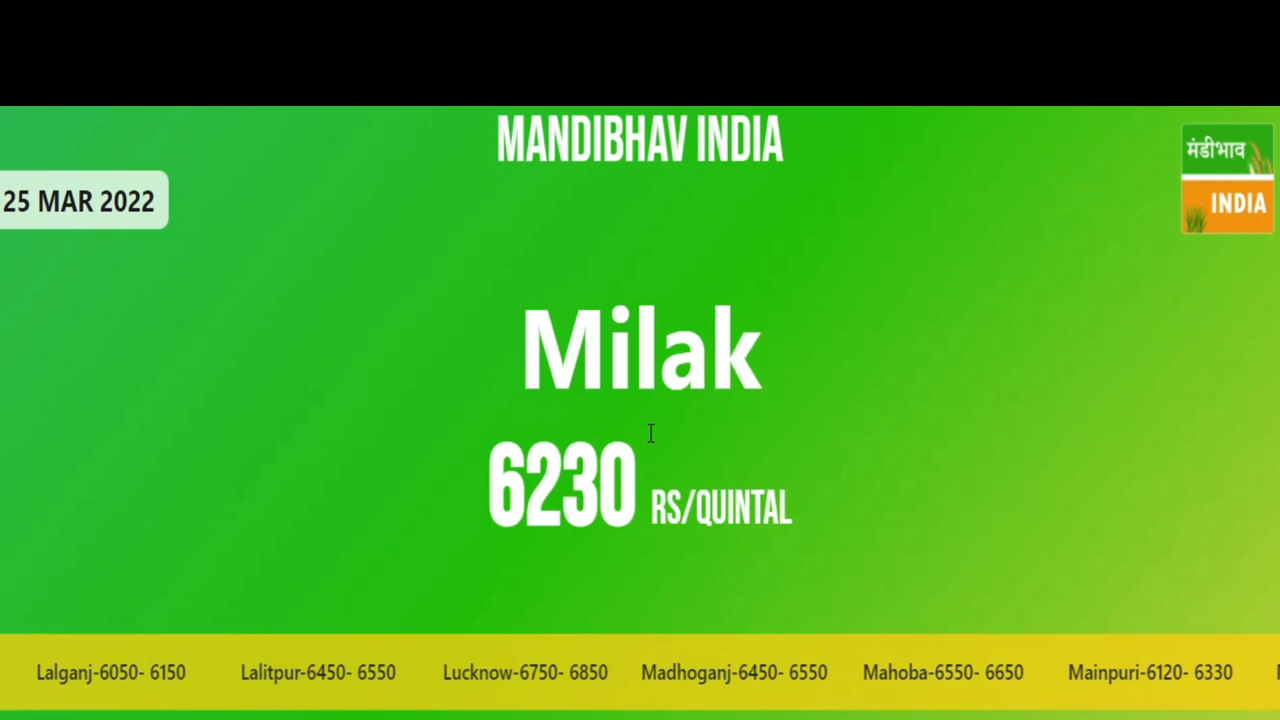 MANDIBHAV INDIA
मंडीभाव
INDIA
25 MAR 2022
Milak
6230 RS/QUINTAL
Lalganj-6050- 6150 Lalitpur-6450- 6550 Lucknow-6750- 6850 Madhoganj-6450- 6550 Mahoba-6550- 6650 Mainpuri-6120- 6330